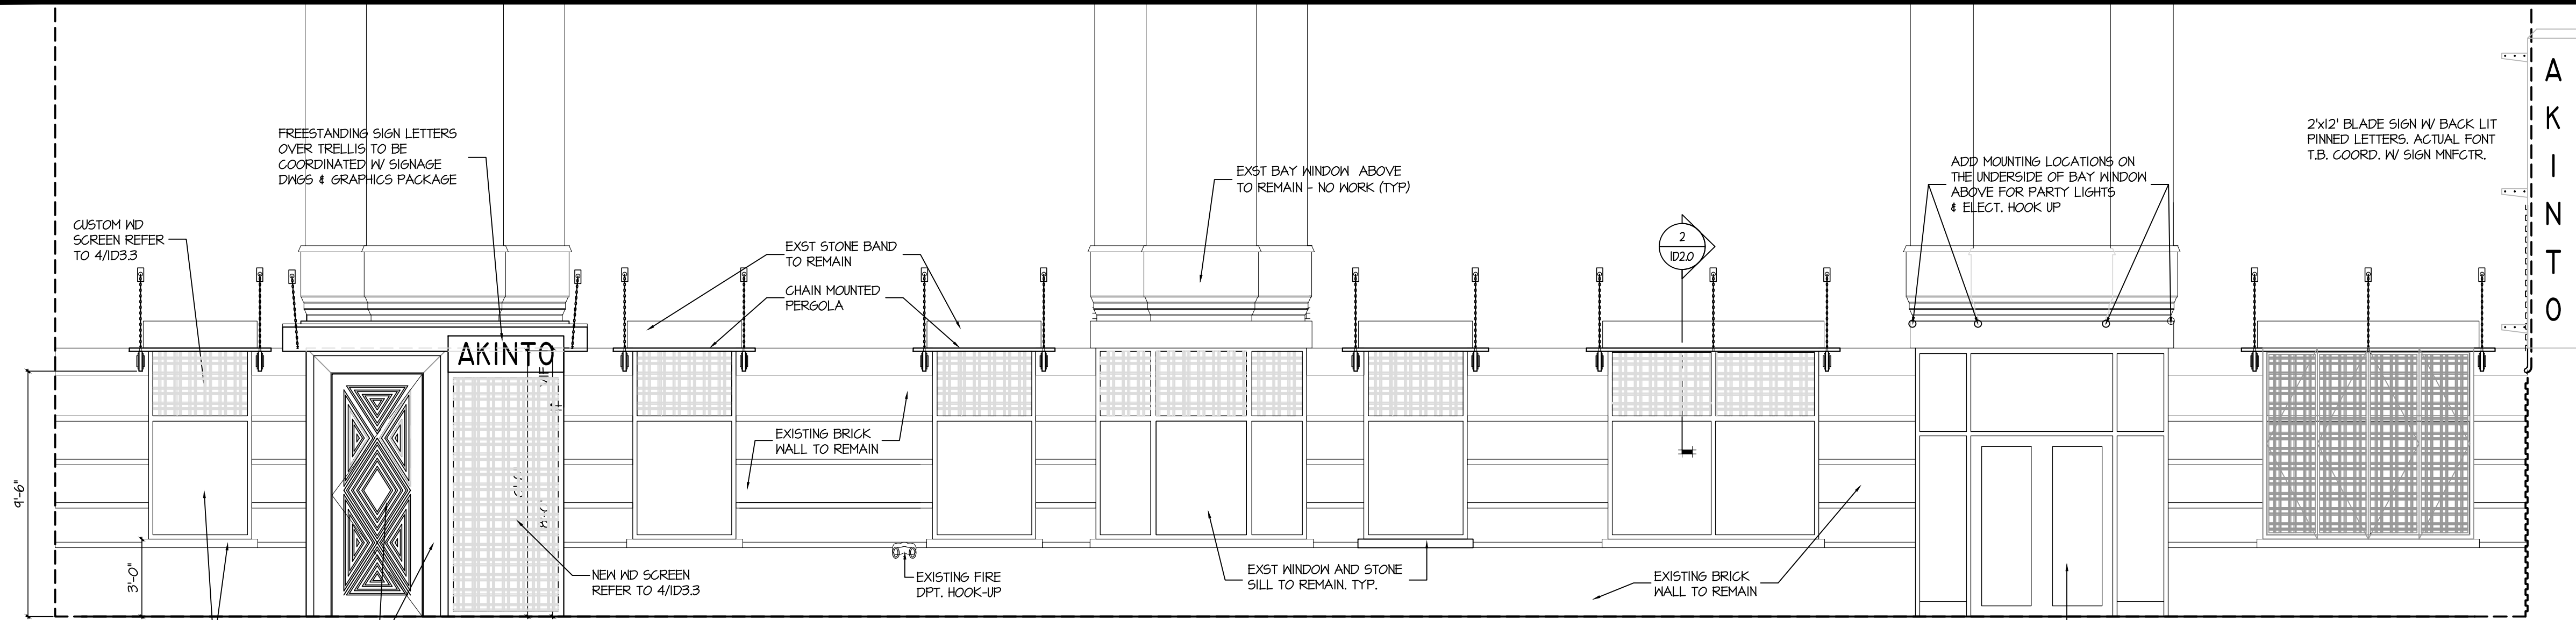 FREESTANDING SIGN LETTERS
OVER TRELLIS TO BE
COORDINATED W/ SIGNAGE
DWGS & GRAPHICS PACKAGE
CUSTOM WD
SCREEN REFER
TO 4/ID3.3
EXST STONE BAND
TO REMAIN
CHAIN MOUNTED
PERGOLA
EXST BAY WINDOW ABOVE
TO REMAIN - NO WORK (TYP)
2
ID2.0
ADD MOUNTING LOCATIONS ON
THE UNDERSIDE OF BAY WINDOW
ABOVE FOR PARTY LIGHTS
& ELECT. HOOK UP
2'x12' BLADE SIGN W/ BACK LIT
PINNED LETTERS. ACTUAL FONT
T.B. COORD. W/ SIGN MNFCTR.
A
K
I
N
T
O
AKINTO
EXISTING BRICK
WALL TO REMAIN
9'-6"
3'-0"
NEW WD SCREEN
REFER TO 4/ID3.3
EXISTING FIRE
DPT. HOOK-UP
EXST WINDOW AND STONE
SILL TO REMAIN. TYP.
EXISTING BRICK
WALL TO REMAIN